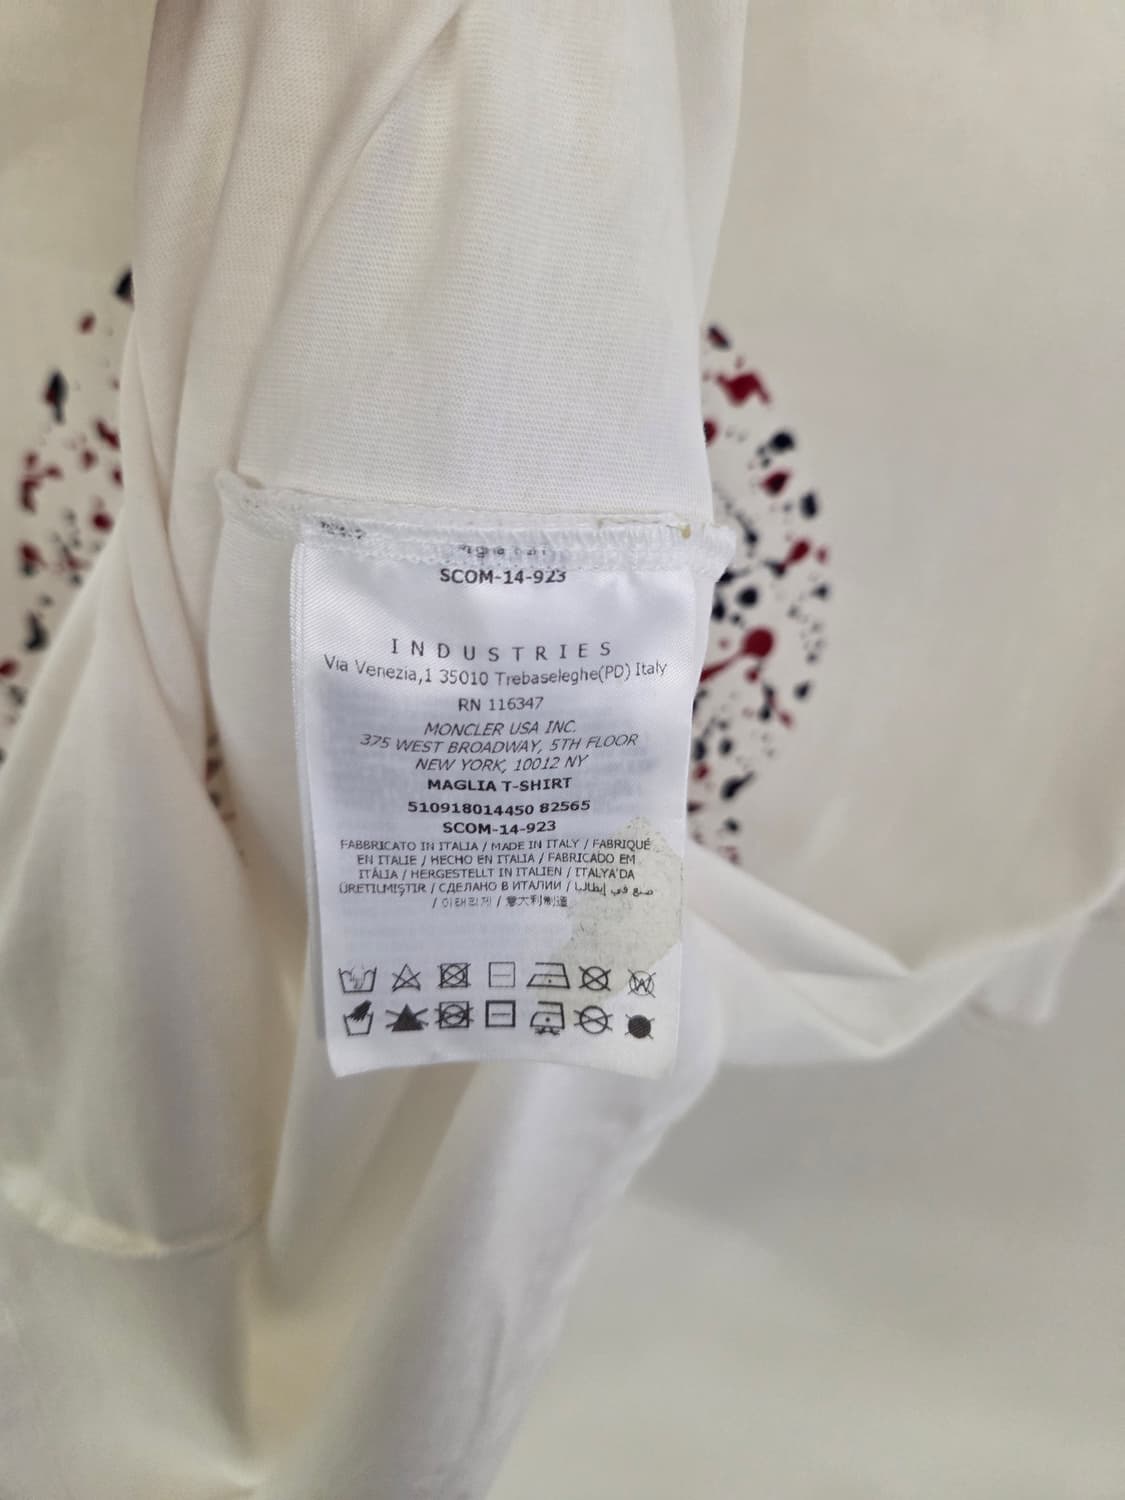 SCOM-14-923
INDUSTRIES
Via Venezia,1 35010 Trebaseleghe(PD) Italy
RN 116347
MONCLER USA INC.
375 WEST BROADWAY, 5TH FLOOR
NEW YORK, 10012 NY
MAGLIA T-SHIRT
510918014450 82565
SCOM-14-923
FABBRICATO IN ITALIA / MADE IN ITALY / FABRIQUÉ
EN ITALIE / HECHO EN ITALIA / FABRICADO EM
ITÁLIA / HERGESTELLT IN ITALIEN / ITALYA'DA
ÜRETILMIŞTIR / СДЕЛАНО В ИТАЛИИ / صنع في إيطاليا
/ 이태리제 / 意大利制造